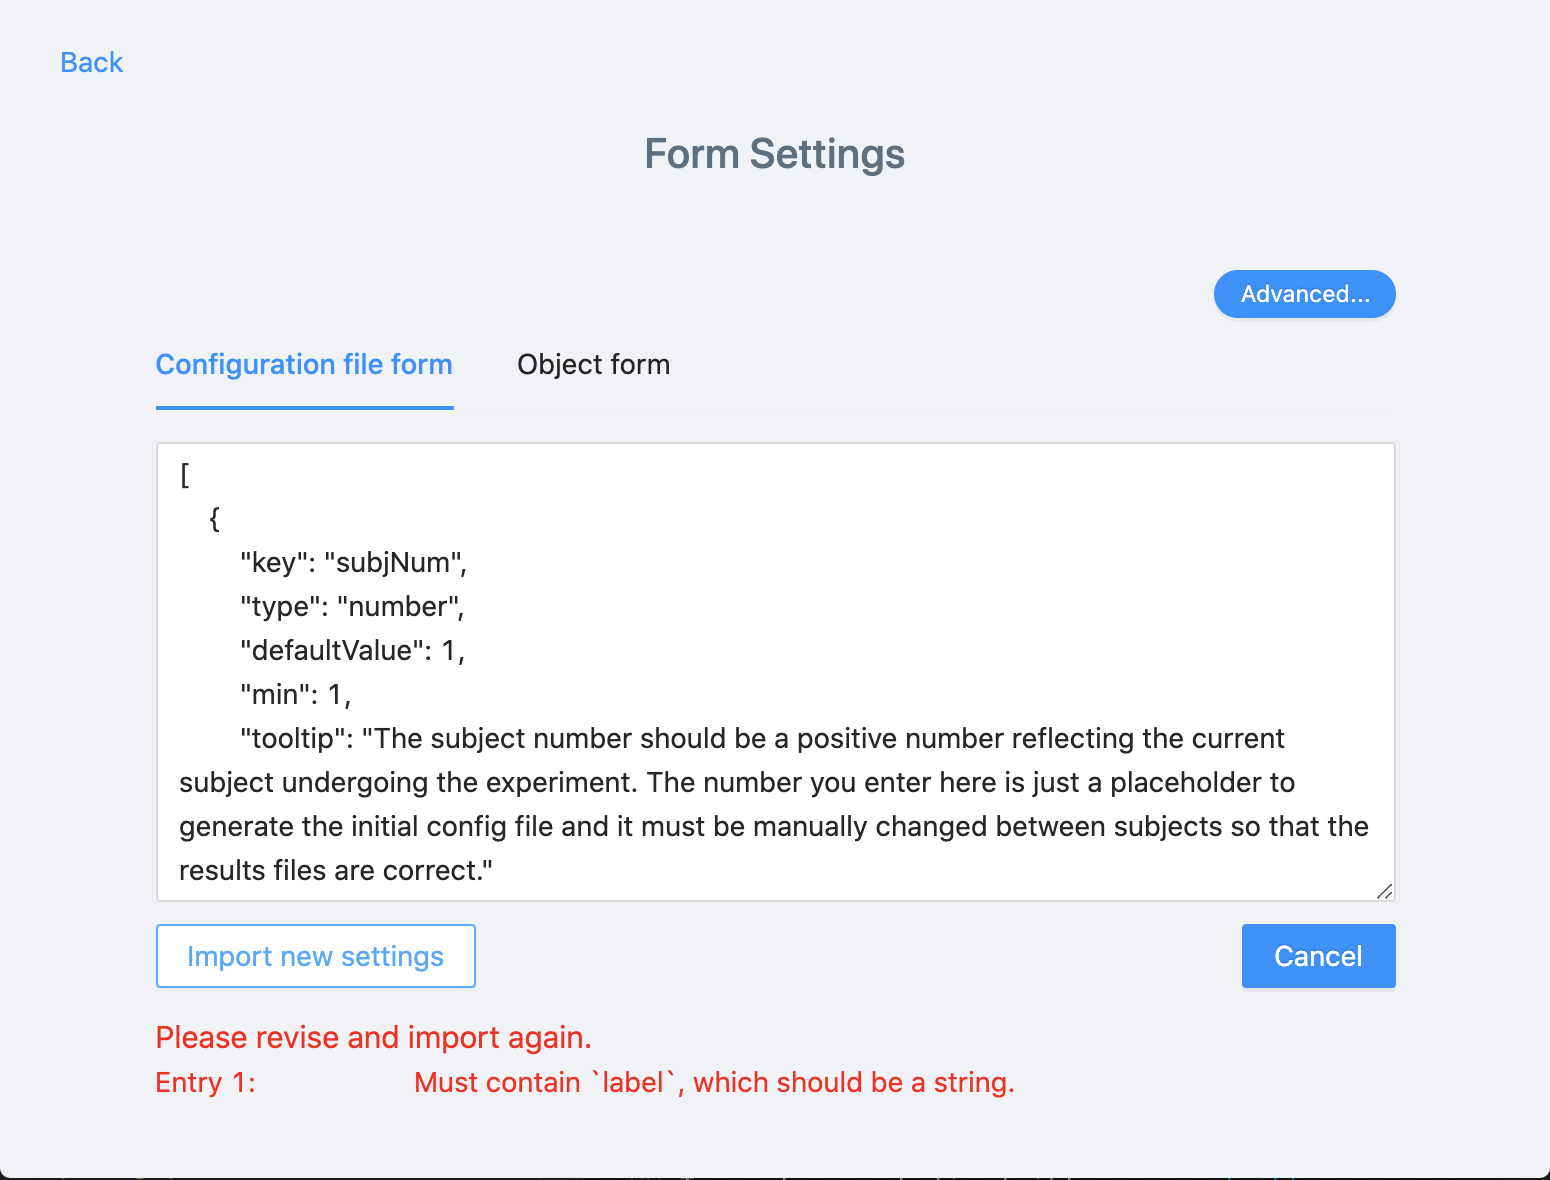 Back
Form Settings
Advanced...
Configuration file form Object form
[
{
"key": "subjNum",
"type": "number",
"defaultValue": 1,
"min": 1,
"tooltip": "The subject number should be a positive number reflecting the current
subject undergoing the experiment. The number you enter here is just a placeholder to
generate the initial config file and it must be manually changed between subjects so that the
results files are correct."
Import new settings Cancel
Please revise and import again.
Entry 1: Must contain `label`, which should be a string.